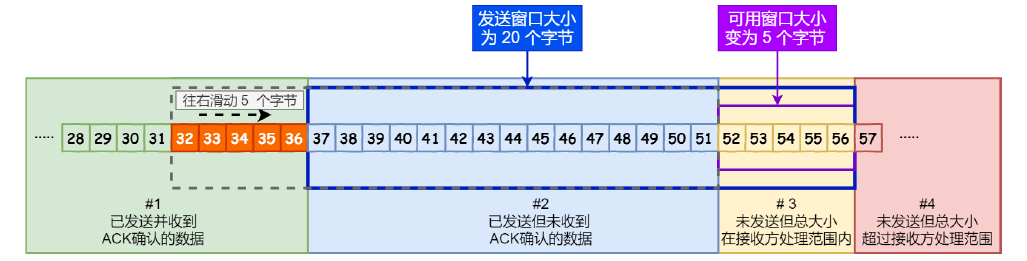 发送窗口大小
为 20 个字节
可用窗口大小
变为 5 个字节
往右滑动 5 个字节
..... 28 29 30 31 32 33 34 35 36 37 38 39 40 41 42 43 44 45 46 47 48 49 50 51 52 53 54 55 56 57 .....
#1
已发送并收到
ACK确认的数据
#2
已发送但未收到
ACK确认的数据
# 3
未发送但总大小
在接收方处理范围内
#4
未发送但总大小
超过接收方处理范围